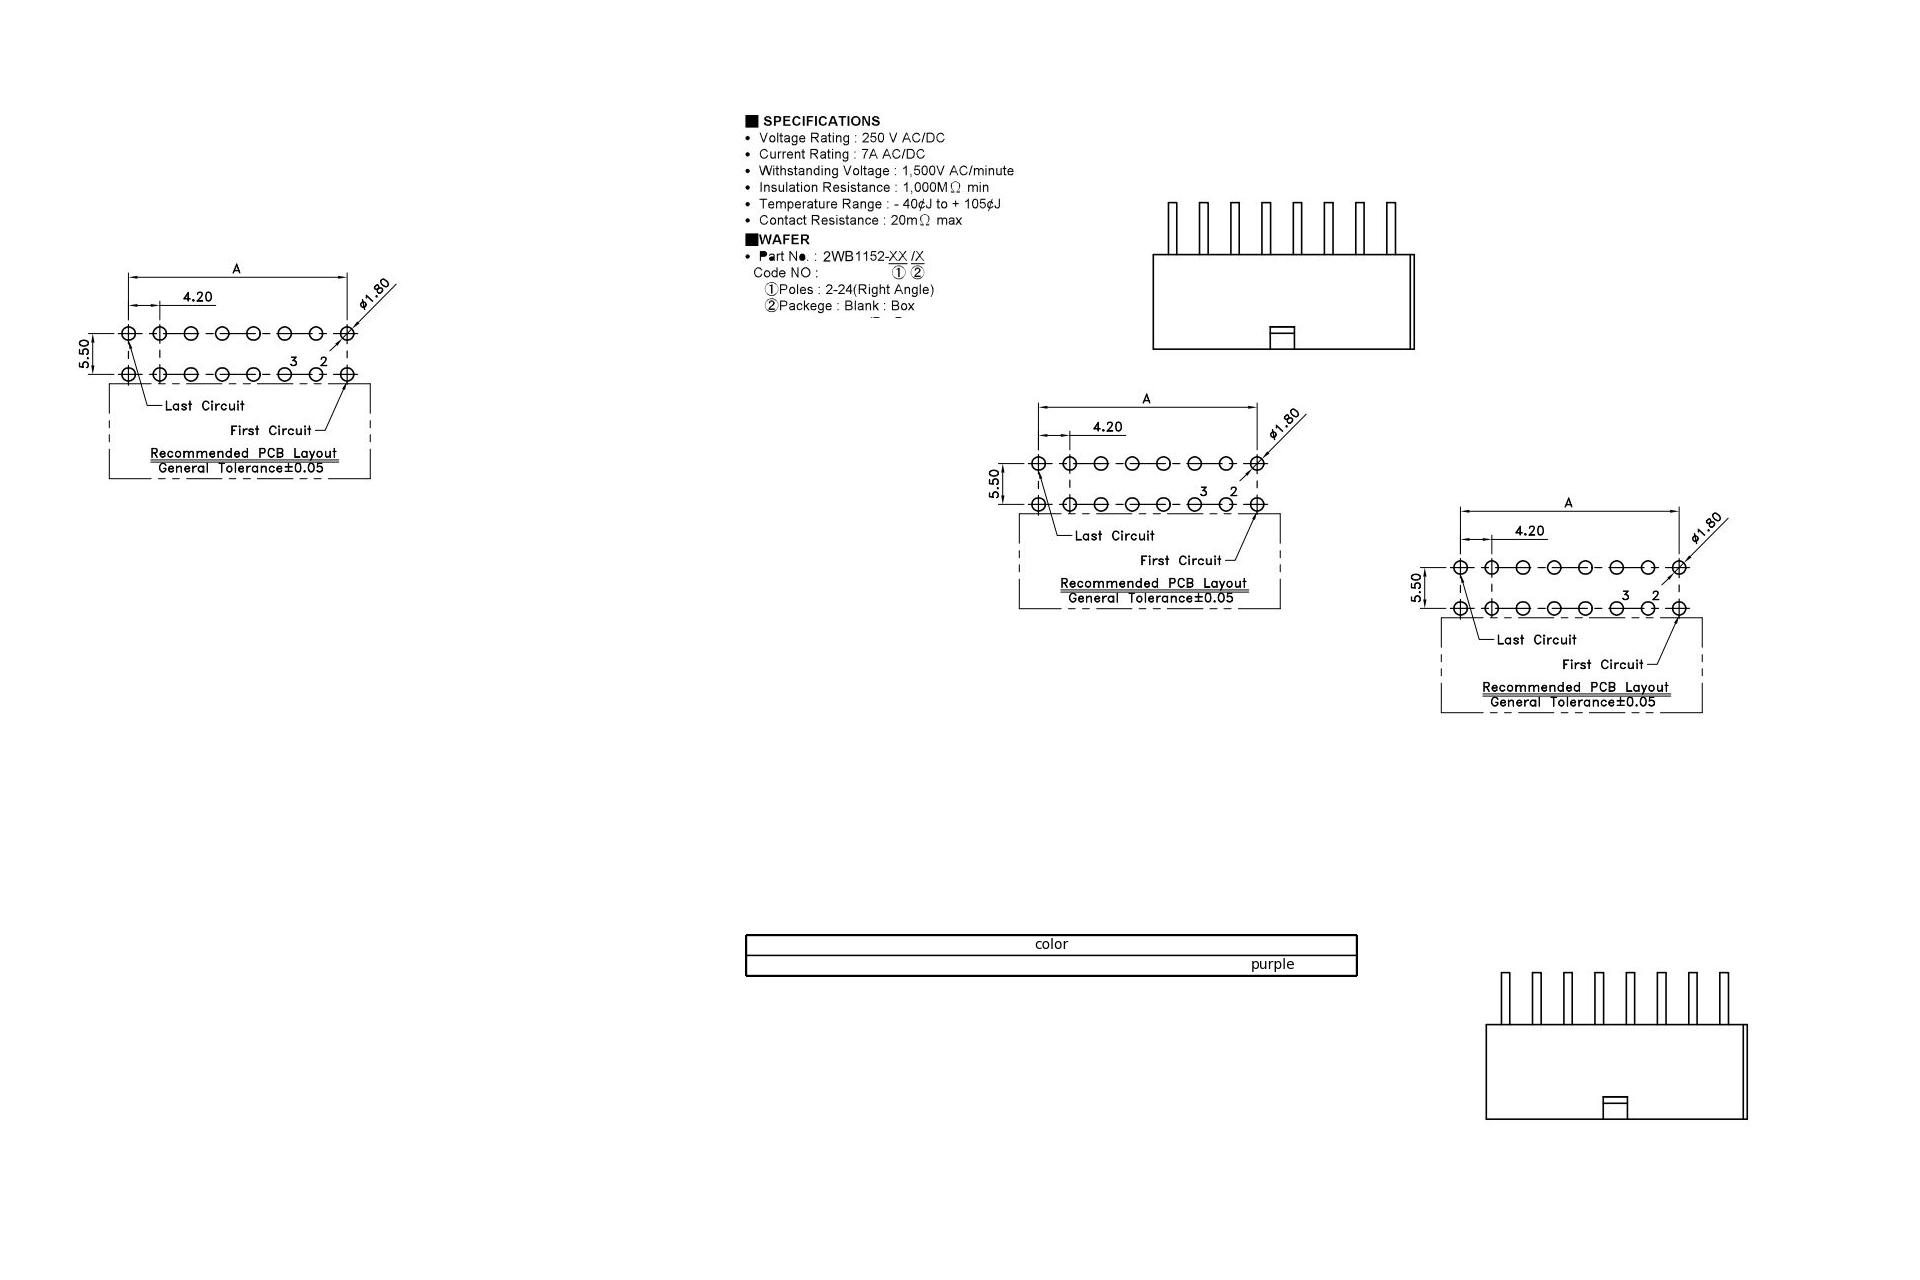 ■ SPECIFICATIONS
• Voltage Rating : 250 V AC/DC
• Current Rating : 7A AC/DC
• Withstanding Voltage : 1,500V AC/minute
• Insulation Resistance : 1,000MΩ min
• Temperature Range : - 40¢J to + 105¢J
• Contact Resistance : 20mΩ max
■WAFER
• Part No. : 2WB1152-XX /X
Code NO : ① ②
①Poles : 2-24(Right Angle)
②Packege : Blank : Box
A
4.20
ø1.80
5.50
3 2
Last Circuit
First Circuit
Recommended PCB Layout
General Tolerance±0.05
A
4.20
ø1.80
5.50
3 2
Last Circuit
First Circuit
Recommended PCB Layout
General Tolerance±0.05
A
4.20
ø1.80
5.50
3 2
Last Circuit
First Circuit
Recommended PCB Layout
General Tolerance±0.05
color
purple